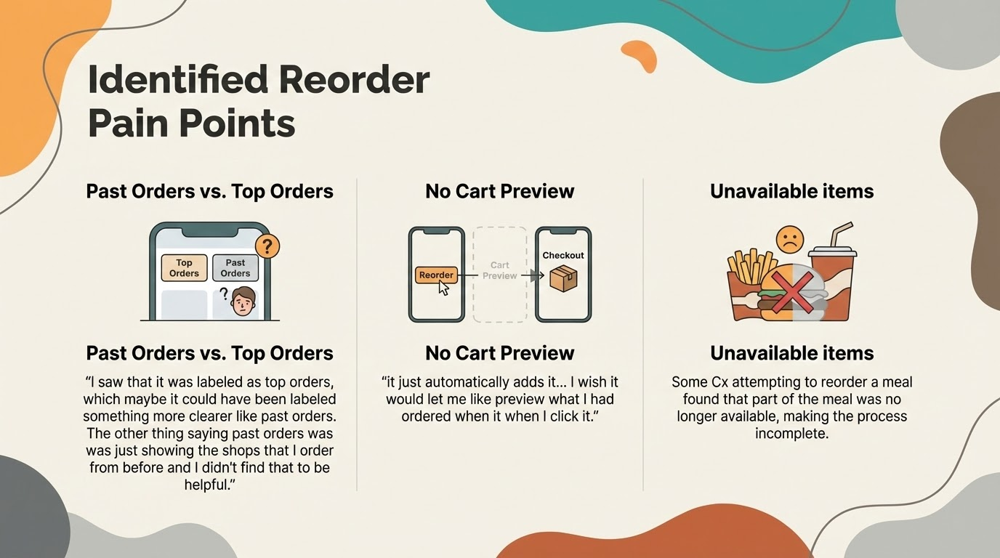 Identified Reorder
Pain Points
Past Orders vs. Top Orders
?
Top
Orders
Past
Orders
?
Past Orders vs. Top Orders
“I saw that it was labeled as top orders,
which maybe it could have been labeled
something more clearer like past orders.
The other thing saying past orders was
was just showing the shops that I order
from before and I didn’t find that to be
helpful.”
No Cart Preview
Reorder
Cart
Preview
Checkout
No Cart Preview
“it just automatically adds it... I wish it
would let me like preview what I had
ordered when it when I click it.”
Unavailable items
Unavailable items
Some Cx attempting to reorder a meal
found that part of the meal was no
longer available, making the process
incomplete.